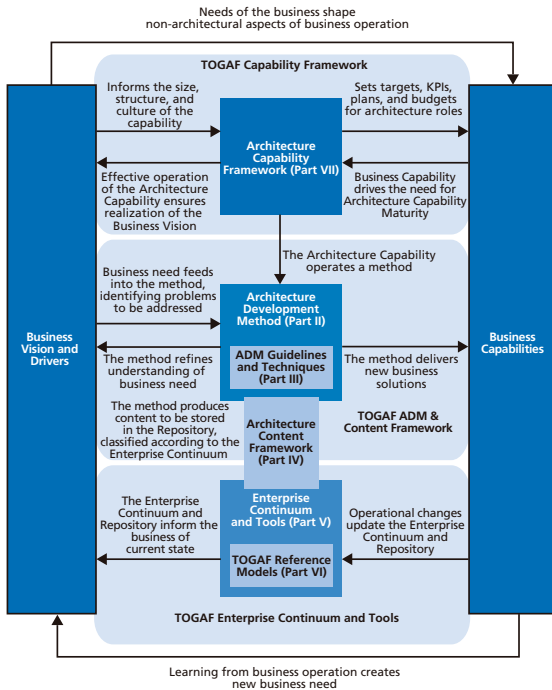 Needs of the business shape
non-architectural aspects of business operation
TOGAF Capability Framework
Informs the size,
structure, and
culture of the
capability
Sets targets, KPIs,
plans, and budgets
for architecture roles
Architecture
Capability
Framework (Part VII)
Effective operation
of the Architecture
Capability ensures
realization of the
Business Vision
Business Capability
drives the need for
Architecture Capability
Maturity
The Architecture Capability
operates a method
Business need feeds
into the method,
identifying problems
to be addressed
Architecture
Development
Method (Part II)
Business
Vision and
Drivers
Business
Capabilities
ADM Guidelines
and Techniques
(Part III)
The method refines
understanding of
business need
The method delivers
new business
solutions
The method produces
content to be stored
in the Repository,
classified according to the
Enterprise Continuum
Architecture
Content
Framework
(Part IV)
TOGAF ADM &
Content Framework
The Enterprise
Continuum and
Repository inform the
business of
current state
Enterprise
Continuum
and Tools (Part V)
Operational changes
update the Enterprise
Continuum and
Repository
TOGAF Reference
Models (Part VI)
TOGAF Enterprise Continuum and Tools
Learning from business operation creates
new business need